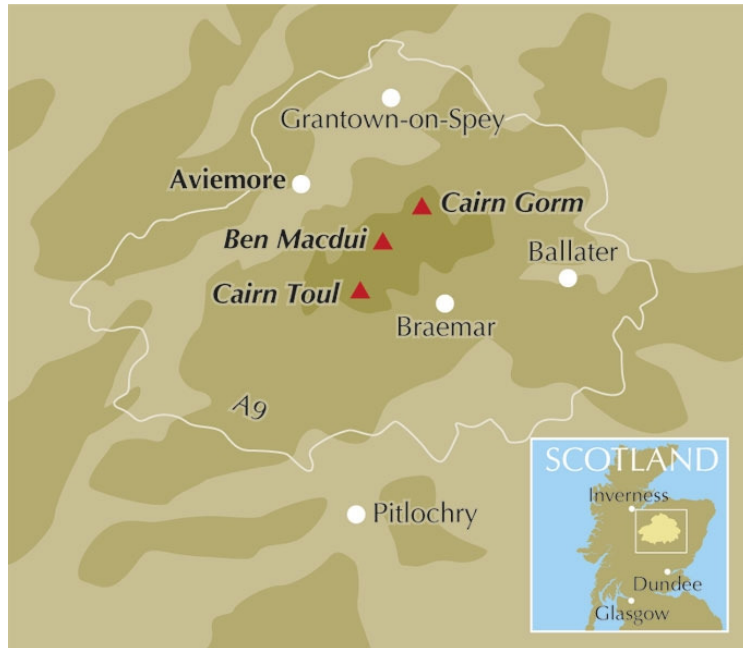 Grantown-on-Spey
Aviemore
Cairn Gorm
Ben Macdui
Ballater
Cairn Toul
Braemar
A9
SCOTLAND
Inverness
Pitlochry
Dundee
Glasgow